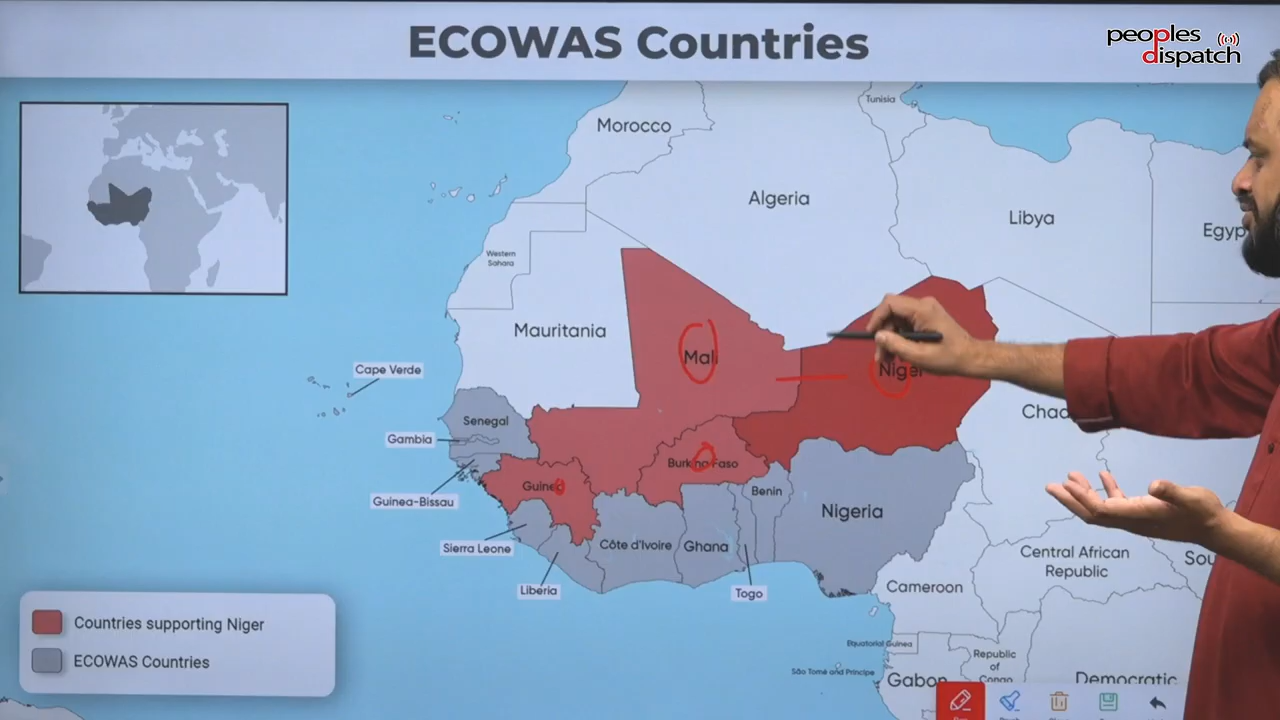 ECOWAS Countries
peoples
dispatch
Tunisia
Morocco
Algeria
Libya
Egyp
Western
Sahara
Mauritania
Mali
Niger
Cape Verde
Chad
Senegal
Gambia
Burkina Faso
Guinea
Benin
Guinea-Bissau
Nigeria
Sierra Leone
Côte d'Ivoire
Ghana
Central African
Republic
Sou
Liberia
Togo
Cameroon
Countries supporting Niger
ECOWAS Countries
Equatorial Guinea
São Tomé and Príncipe
Republic
of
Congo
Gabon
Democratic